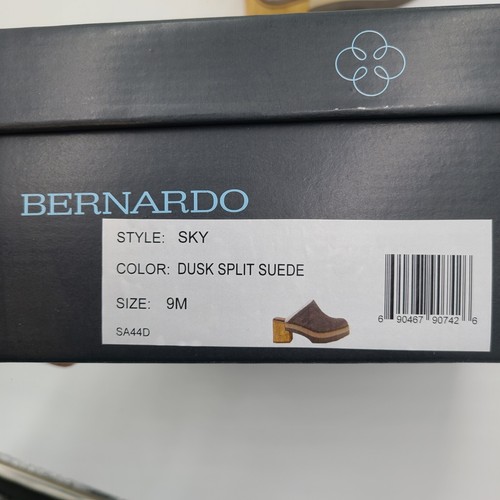 BERNARDO
STYLE: SKY
COLOR: DUSK SPLIT SUEDE
SIZE: 9M
SA44D
6 90467 90742 6